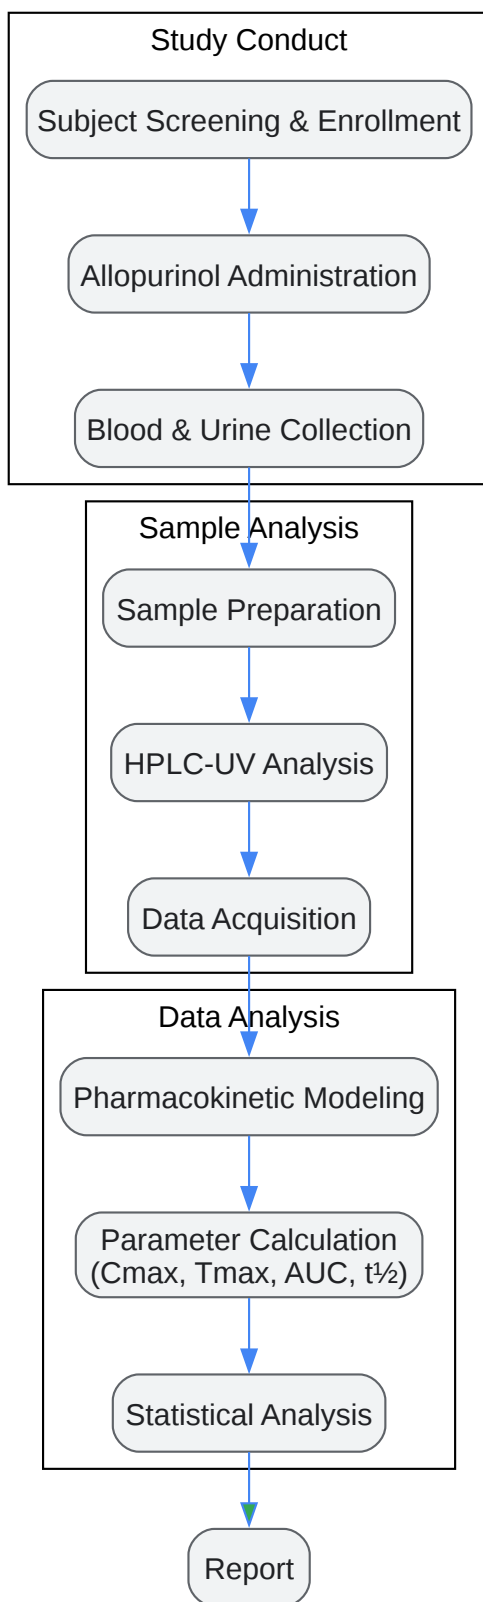 Study Conduct
Subject Screening & Enrollment
Allopurinol Administration
Blood & Urine Collection
Sample Analysis
Sample Preparation
HPLC-UV Analysis
Data Acquisition
Data Analysis
Pharmacokinetic Modeling
Parameter Calculation
(Cmax, Tmax, AUC, t½)
Statistical Analysis
Report